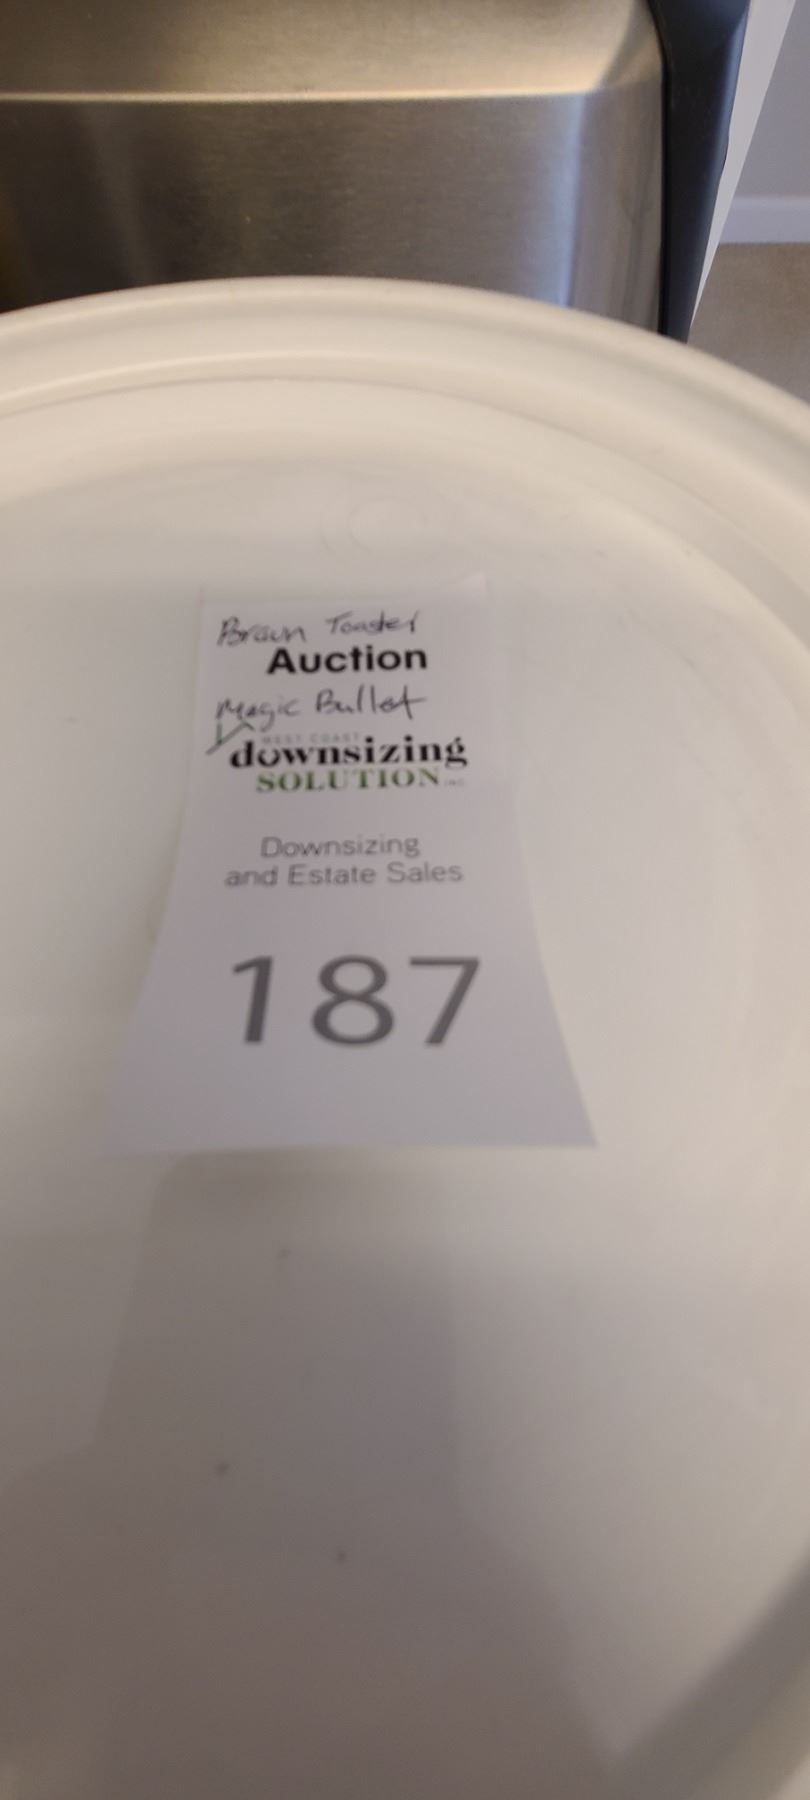 Braun Toaster
Auction
Magic Bullet
WEST COAST
downsizing
SOLUTION INC.
Downsizing
and Estate Sales
187